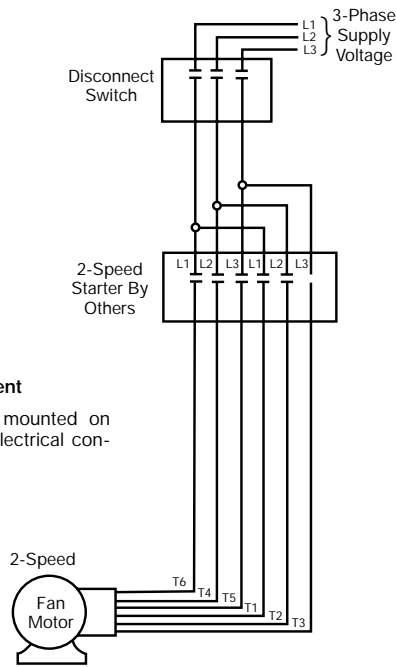 3-Phase
Supply
Voltage
L1
L2
L3
Disconnect
Switch
L1 L2 L3 L1 L2 L3
2-Speed
Starter By
Others
ent
mounted on
lectrical con-
2-Speed
Fan
Motor
T6
T4
T5
T1
T2
T3